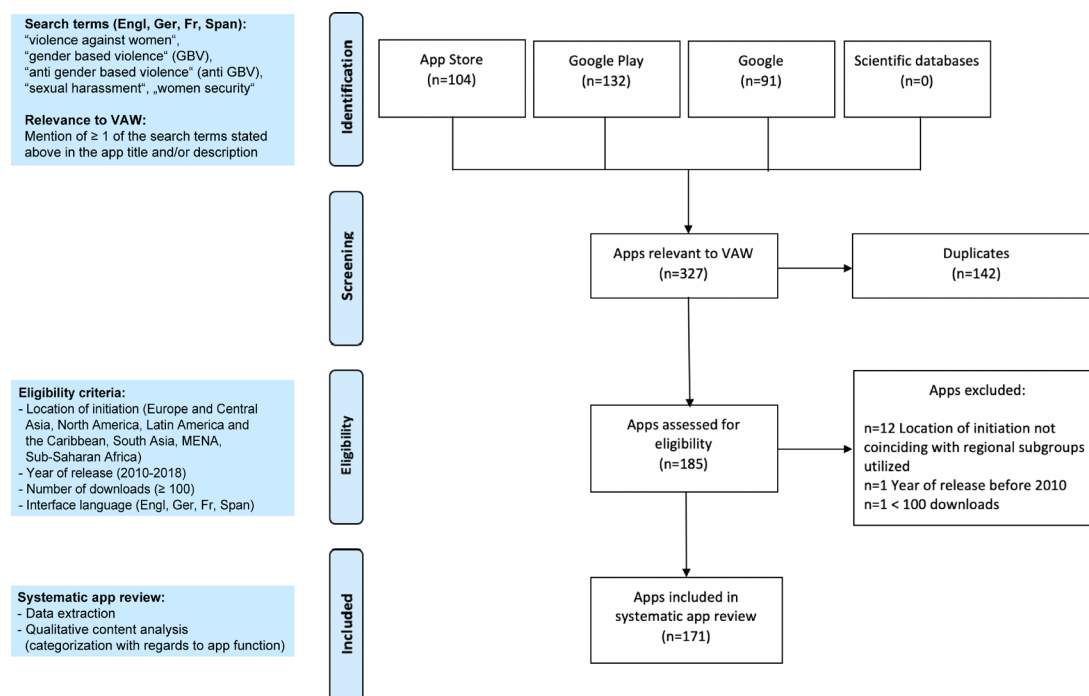 Search terms (Engl, Ger, Fr, Span):
“violence against women“,
“gender based violence“ (GBV),
“anti gender based violence“ (anti GBV),
“sexual harassment“, „women security“
Relevance to VAW:
Mention of ≥ 1 of the search terms stated
above in the app title and/or description
Identification
App Store
(n=104)
Google Play
(n=132)
Google
(n=91)
Scientific databases
(n=0)
Screening
Apps relevant to VAW
(n=327)
Duplicates
(n=142)
Eligibility criteria:
- Location of initiation (Europe and Central
Asia, North America, Latin America and
the Caribbean, South Asia, MENA,
Sub-Saharan Africa)
- Year of release (2010-2018)
- Number of downloads (≥ 100)
- Interface language (Engl, Ger, Fr, Span)
Eligibility
Apps assessed for
eligibility
(n=185)
Apps excluded:
n=12 Location of initiation not
coinciding with regional subgroups
utilized
n=1 Year of release before 2010
n=1 < 100 downloads
Systematic app review:
- Data extraction
- Qualitative content analysis
(categorization with regards to app function)
Included
Apps included in
systematic app review
(n=171)